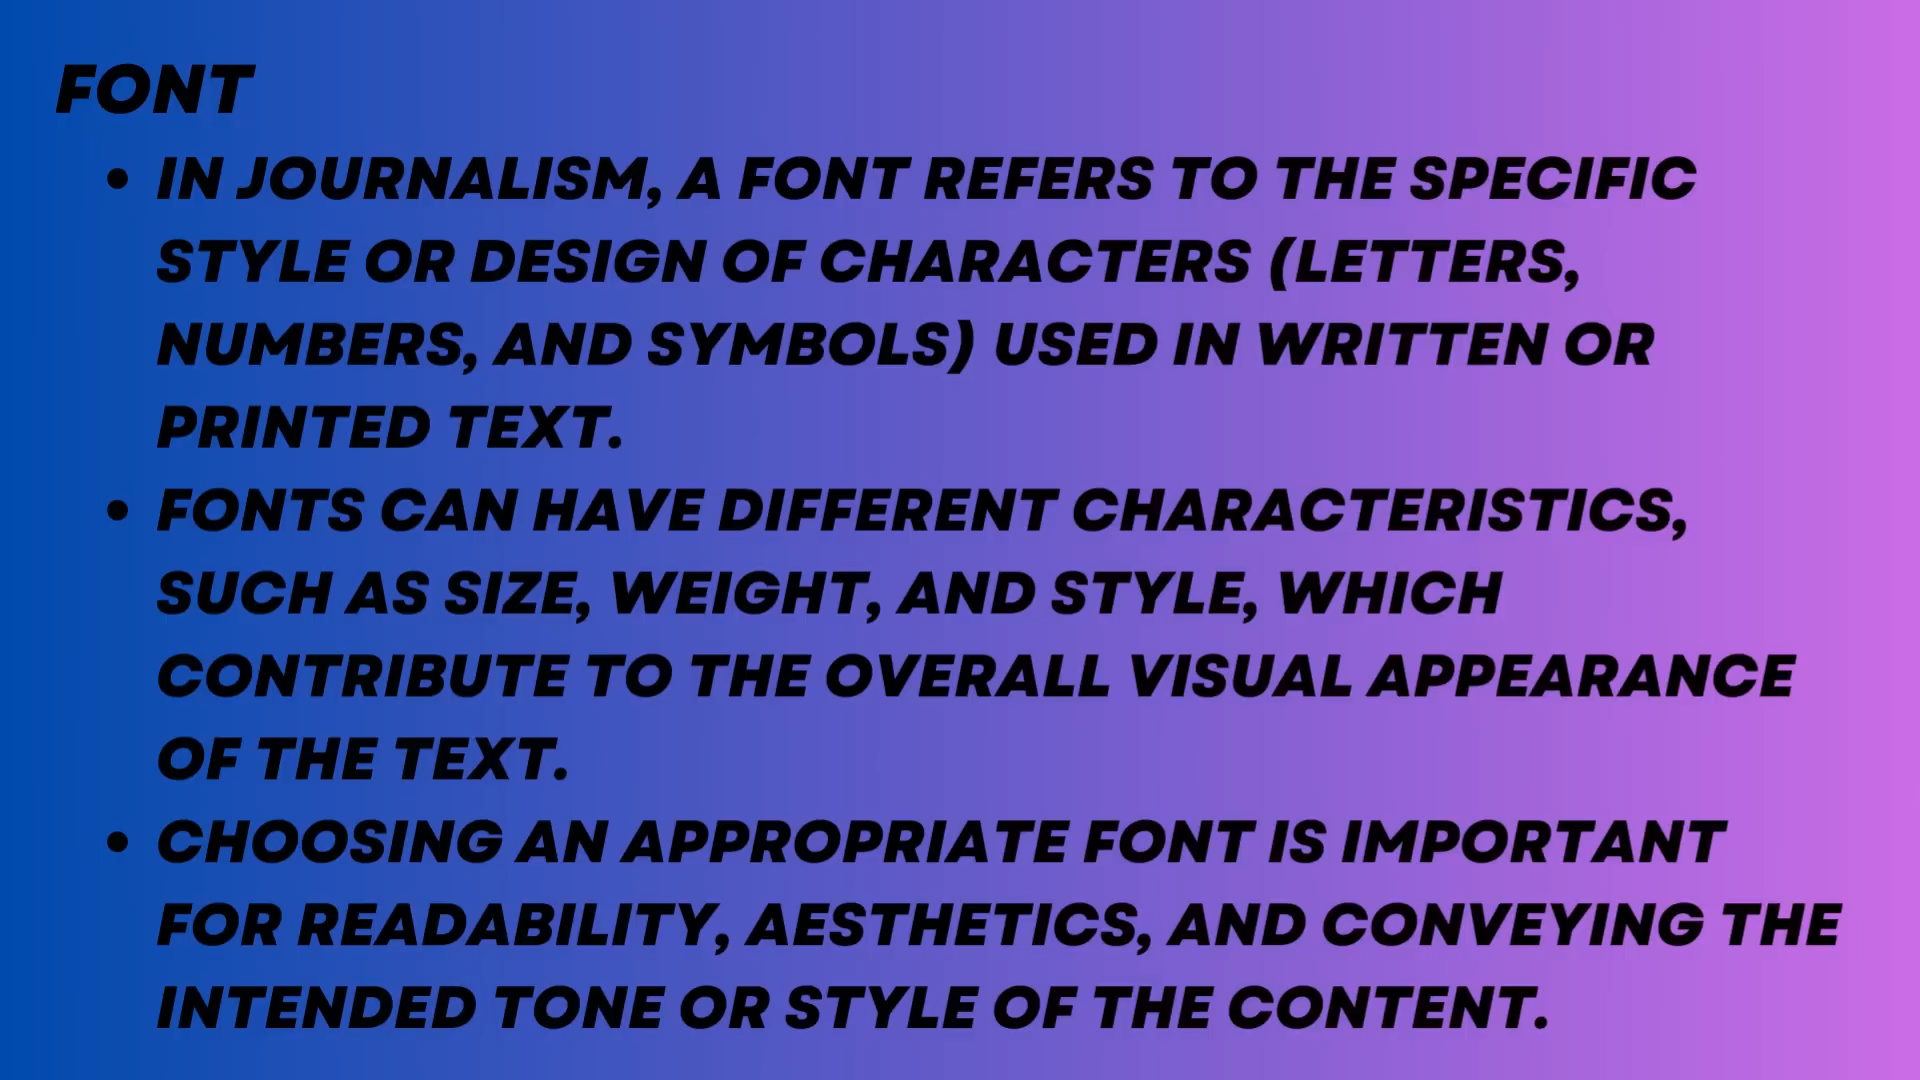 FONT
• IN JOURNALISM, A FONT REFERS TO THE SPECIFIC
STYLE OR DESIGN OF CHARACTERS (LETTERS,
NUMBERS, AND SYMBOLS) USED IN WRITTEN OR
PRINTED TEXT.
• FONTS CAN HAVE DIFFERENT CHARACTERISTICS,
SUCH AS SIZE, WEIGHT, AND STYLE, WHICH
CONTRIBUTE TO THE OVERALL VISUAL APPEARANCE
OF THE TEXT.
• CHOOSING AN APPROPRIATE FONT IS IMPORTANT
FOR READABILITY, AESTHETICS, AND CONVEYING THE
INTENDED TONE OR STYLE OF THE CONTENT.